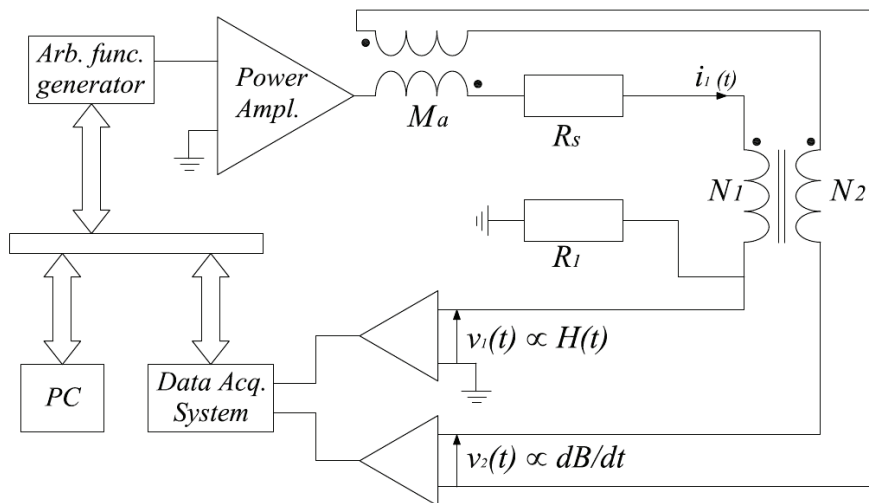 Arb. func.
generator
Power
Ampl.
Ma
Rs
i1 (t)
N1
N2
R1
v1(t) ∝ H(t)
PC
Data Acq.
System
v2(t) ∝ dB/dt